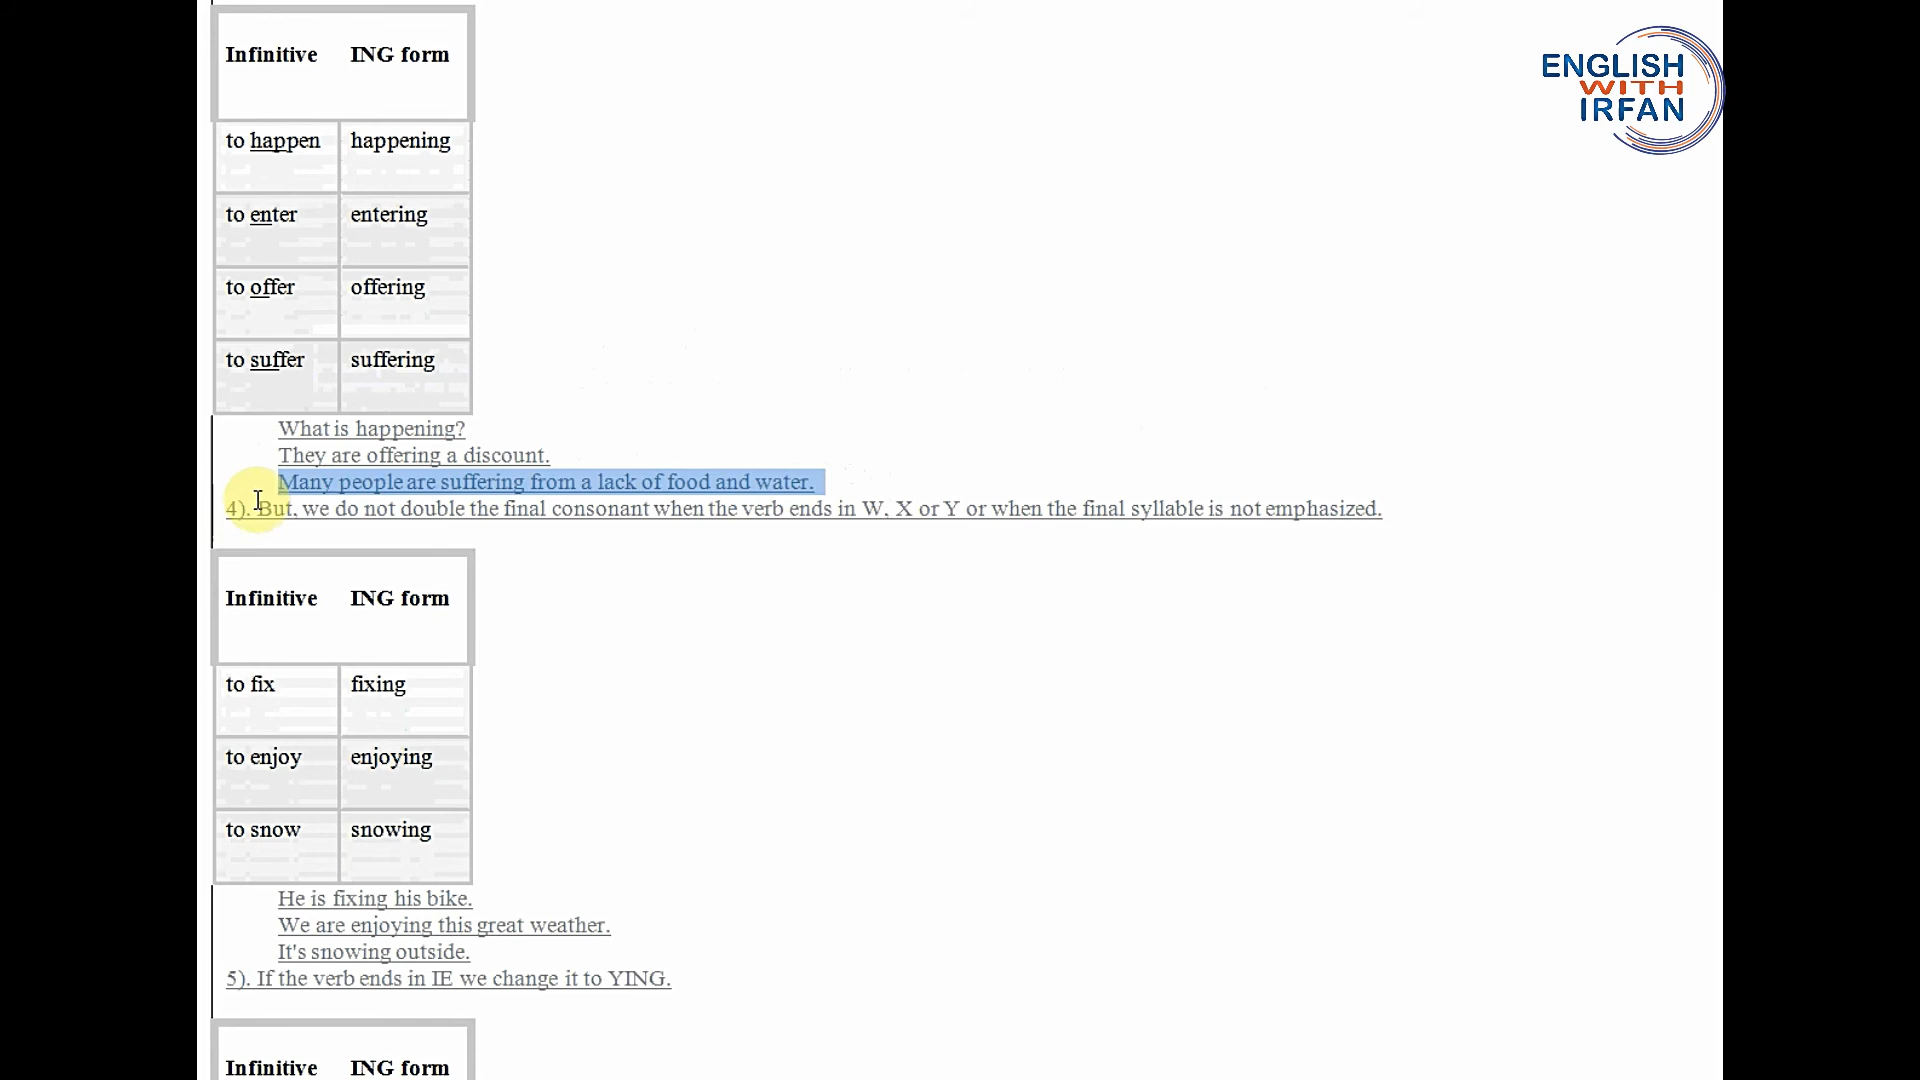 Infinitive ING form
ENGLISH
WITH
IRFAN
to happen happening
to enter entering
to offer offering
to suffer suffering
What is happening?
They are offering a discount.
Many people are suffering from a lack of food and water.
4). But, we do not double the final consonant when the verb ends in W, X or Y or when the final syllable is not emphasized.
Infinitive ING form
to fix fixing
to enjoy enjoying
to snow snowing
He is fixing his bike.
We are enjoying this great weather.
It's snowing outside.
5). If the verb ends in IE we change it to YING.
Infinitive ING form